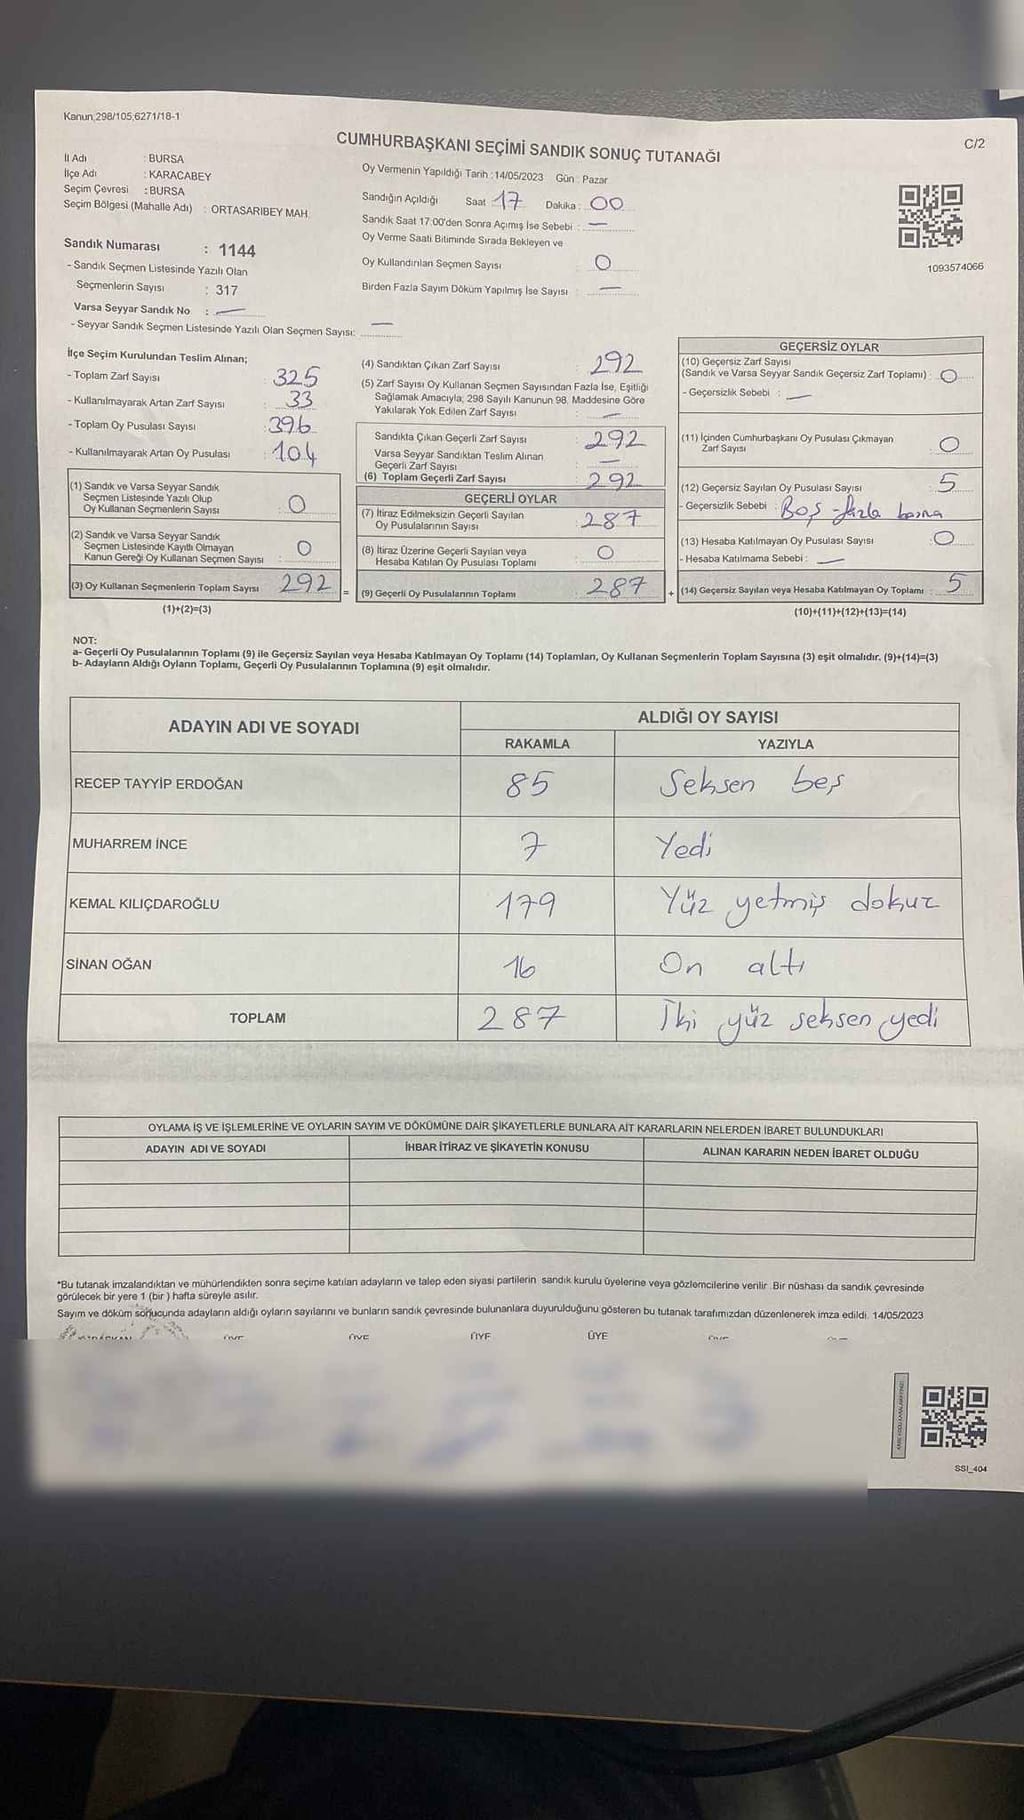 Kanun,298/105,6271/18-1
C/2
CUMHURBAŞKANI SEÇİMİ SANDIK SONUÇ TUTANAĞI
İl Adı : BURSA
İlçe Adı : KARACABEY
Seçim Çevresi : BURSA
Seçim Bölgesi (Mahalle Adı) : ORTASARIBEY MAH.
Sandık Numarası : 1144
- Sandık Seçmen Listesinde Yazılı Olan
Seçmenlerin Sayısı : 317
Varsa Seyyar Sandık No : —
- Seyyar Sandık Seçmen Listesinde Yazılı Olan Seçmen Sayısı: —
Oy Vermenin Yapıldığı Tarih :14/05/2023 Gün : Pazar
Sandığın Açıldığı Saat 17 Dakika : 00
Sandık Saat 17:00'den Sonra Açımış İse Sebebi : —
Oy Verme Saati Bitiminde Sırada Bekleyen ve
Oy Kullandırılan Seçmen Sayısı 0
Birden Fazla Sayım Döküm Yapılmış İse Sayısı : —
1093574066
İlçe Seçim Kurulundan Teslim Alınan;
- Toplam Zarf Sayısı : 325
- Kullanılmayarak Artan Zarf Sayısı : 33
- Toplam Oy Pusulası Sayısı : 396
- Kullanılmayarak Artan Oy Pusulası : 104
(1) Sandık ve Varsa Seyyar Sandık
Seçmen Listesinde Yazılı Olup
Oy Kullanan Seçmenlerin Sayısı : 0
(2) Sandık ve Varsa Seyyar Sandık
Seçmen Listesinde Kayıtlı Olmayan
Kanun Gereği Oy Kullanan Seçmen Sayısı : 0
(3) Oy Kullanan Seçmenlerin Toplam Sayısı : 292 =
(1)+(2)=(3)
(4) Sandıktan Çıkan Zarf Sayısı : 292
(5) Zarf Sayısı Oy Kullanan Seçmen Sayısından Fazla İse, Eşitliği
Sağlamak Amacıyla; 298 Sayılı Kanunun 98. Maddesine Göre
Yakılarak Yok Edilen Zarf Sayısı : —
Sandıkta Çıkan Geçerli Zarf Sayısı : 292
Varsa Seyyar Sandıktan Teslim Alınan
Geçerli Zarf Sayısı : —
(6) Toplam Geçerli Zarf Sayısı : 292
GEÇERLİ OYLAR
(7) İtiraz Edilmeksizin Geçerli Sayılan
Oy Pusulalarının Sayısı : 287
(8) İtiraz Üzerine Geçerli Sayılan veya
Hesaba Katılan Oy Pusulası Toplamı : 0
(9) Geçerli Oy Pusulalarının Toplamı : 287 +
GEÇERSİZ OYLAR
(10) Geçersiz Zarf Sayısı
(Sandık ve Varsa Seyyar Sandık Geçersiz Zarf Toplamı) : 0
- Geçersizlik Sebebi : —
(11) İçinden Cumhurbaşkanı Oy Pusulası Çıkmayan
Zarf Sayısı : 0
(12) Geçersiz Sayılan Oy Pusulası Sayısı : 5
- Geçersizlik Sebebi : Boş - fazla basma
(13) Hesaba Katılmayan Oy Pusulası Sayısı : 0
- Hesaba Katılmama Sebebi : —
(14) Geçersiz Sayılan veya Hesaba Katılmayan Oy Toplamı : 5
(10)+(11)+(12)+(13)=(14)
NOT:
a- Geçerli Oy Pusulalarının Toplamı (9) ile Geçersiz Sayılan veya Hesaba Katılmayan Oy Toplamı (14) Toplamları, Oy Kullanan Seçmenlerin Toplam Sayısına (3) eşit olmalıdır. (9)+(14)=(3)
b- Adayların Aldığı Oyların Toplamı, Geçerli Oy Pusulalarının Toplamına (9) eşit olmalıdır.
ADAYIN ADI VE SOYADI
ALDIĞI OY SAYISI
RAKAMLA YAZIYLA
RECEP TAYYİP ERDOĞAN 85 Seksen beş
MUHARREM İNCE 7 Yedi
KEMAL KILIÇDAROĞLU 179 Yüz yetmiş dokuz
SİNAN OĞAN 16 On altı
TOPLAM 287 İki yüz seksen yedi
OYLAMA İŞ VE İŞLEMLERİNE VE OYLARIN SAYIM VE DÖKÜMÜNE DAİR ŞİKAYETLERLE BUNLARA AİT KARARLARIN NELERDEN İBARET BULUNDUKLARI
ADAYIN ADI VE SOYADI İHBAR İTİRAZ VE ŞİKAYETİN KONUSU ALINAN KARARIN NEDEN İBARET OLDUĞU
*Bu tutanak imzalandıktan ve mühürlendikten sonra seçime katılan adayların ve talep eden siyasi partilerin sandık kurulu üyelerine veya gözlemcilerine verilir. Bir nüshası da sandık çevresinde
görülecek bir yere 1 (bir ) hafta süreyle asılır.
Sayım ve döküm sonucunda adayların aldığı oyların sayılarını ve bunların sandık çevresinde bulunanlara duyurulduğunu gösteren bu tutanak tarafımızdan düzenlenerek imza edildi. 14/05/2023
ÜYE ÜYE ÜYE ÜYE
SSI_404